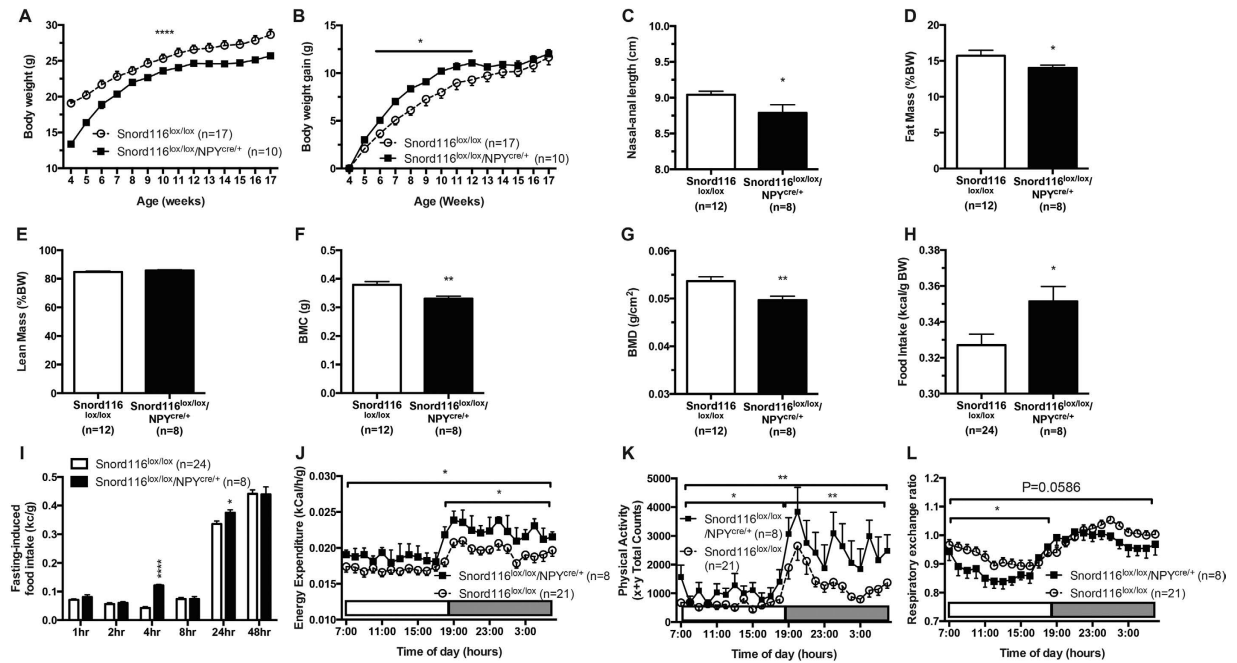 A
****
Body weight (g)
30
25
20
15
10
Snord116lox/lox (n=17)
Snord116lox/lox/NPYcre/+ (n=10)
4 5 6 7 8 9 10 11 12 13 14 15 16 17
Age (weeks)
B
*
Body weight gain (g)
15
10
5
0
Snord116lox/lox (n=17)
Snord116lox/lox/NPYcre/+ (n=10)
4 5 6 7 8 9 10 11 12 13 14 15 16 17
Age (Weeks)
C
*
Nasal-anal length (cm)
10.0
9.5
9.0
8.5
8.0
Snord116 Snord116lox/lox/
lox/lox NPYcre/+
(n=12) (n=8)
D
*
Fat Mass (%BW)
20
15
10
5
0
Snord116 Snord116lox/lox/
lox/lox NPYcre/+
(n=12) (n=8)
E
Lean Mass (%BW)
100
80
60
40
20
0
Snord116 Snord116lox/lox/
lox/lox NPYcre/+
(n=12) (n=8)
F
**
BMC (g)
0.5
0.4
0.3
0.2
0.1
0.0
Snord116 Snord116lox/lox/
lox/lox NPYcre/+
(n=12) (n=8)
G
**
BMD (g/cm2)
0.06
0.05
0.04
0.03
Snord116 Snord116lox/lox/
lox/lox NPYcre/+
(n=12) (n=8)
H
*
Food Intake (kcal/g BW)
0.38
0.36
0.34
0.32
0.30
Snord116 Snord116lox/lox/
lox/lox NPYcre/+
(n=24) (n=8)
I
Snord116lox/lox (n=24)
Snord116lox/lox/NPYcre/+ (n=8)
Fasting-induced
food intake (kc/g)
0.5
0.4
0.3
0.2
0.1
0.0
****
*
1hr 2hr 4hr 8hr 24hr 48hr
J
*
*
Energy Expenditure (kCal/h/g)
0.030
0.025
0.020
0.015
0.010
Snord116lox/lox/NPYcre/+ (n=8
Snord116lox/lox (n=21)
7:00 11:00 15:00 19:00 23:00 3:00
Time of day (hours)
K
**
* **
Physical Activity
(x+y Total Counts)
5000
4000
3000
2000
1000
0
Snord116lox/lox
/NPYcre/+ (n=8)
Snord116lox/lox
(n=21)
7:00 11:00 15:00 19:00 23:00 3:00
Time of day (hours)
L
P=0.0586
*
Respiratory exchange ratio
1.2
1.1
1.0
0.9
0.8
0.7
Snord116lox/lox/NPYcre/+ (n=8)
Snord116lox/lox (n=21)
7:00 11:00 15:00 19:00 23:00 3:00
Time of day (hours)